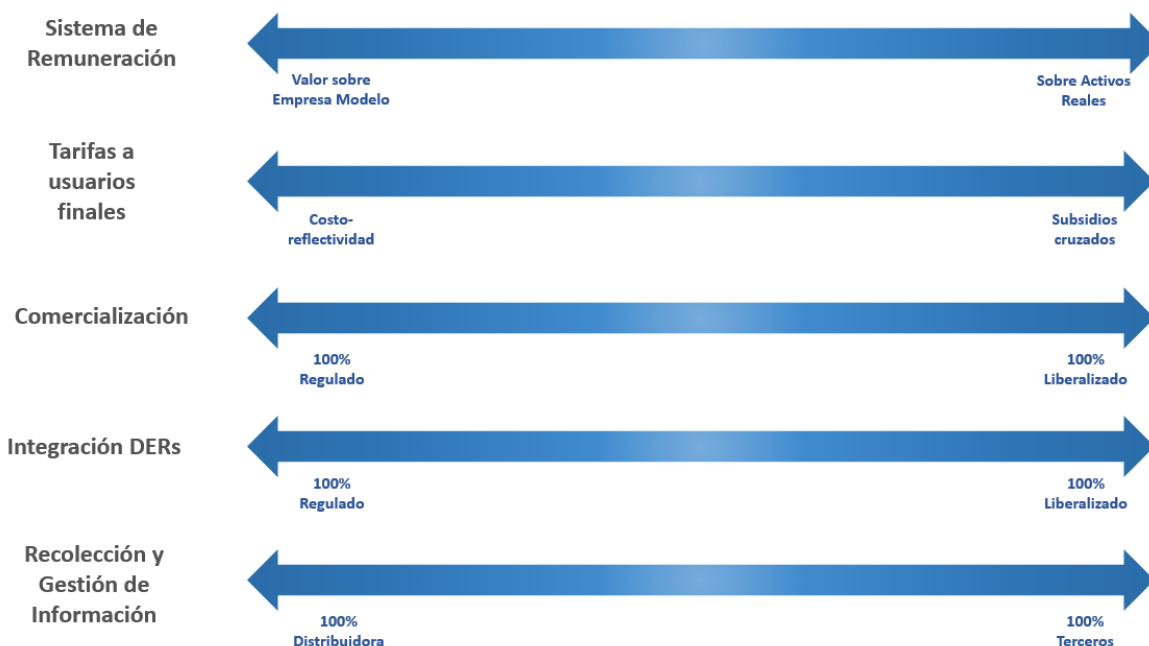 Sistema de
Remuneración
Valor sobre
Empresa Modelo
Sobre Activos
Reales
Tarifas a
usuarios
finales
Costo-
reflectividad
Subsidios
cruzados
Comercialización
100%
Regulado
100%
Liberalizado
Integración DERs
100%
Regulado
100%
Liberalizado
Recolección y
Gestión de
Información
100%
Distribuidora
100%
Terceros